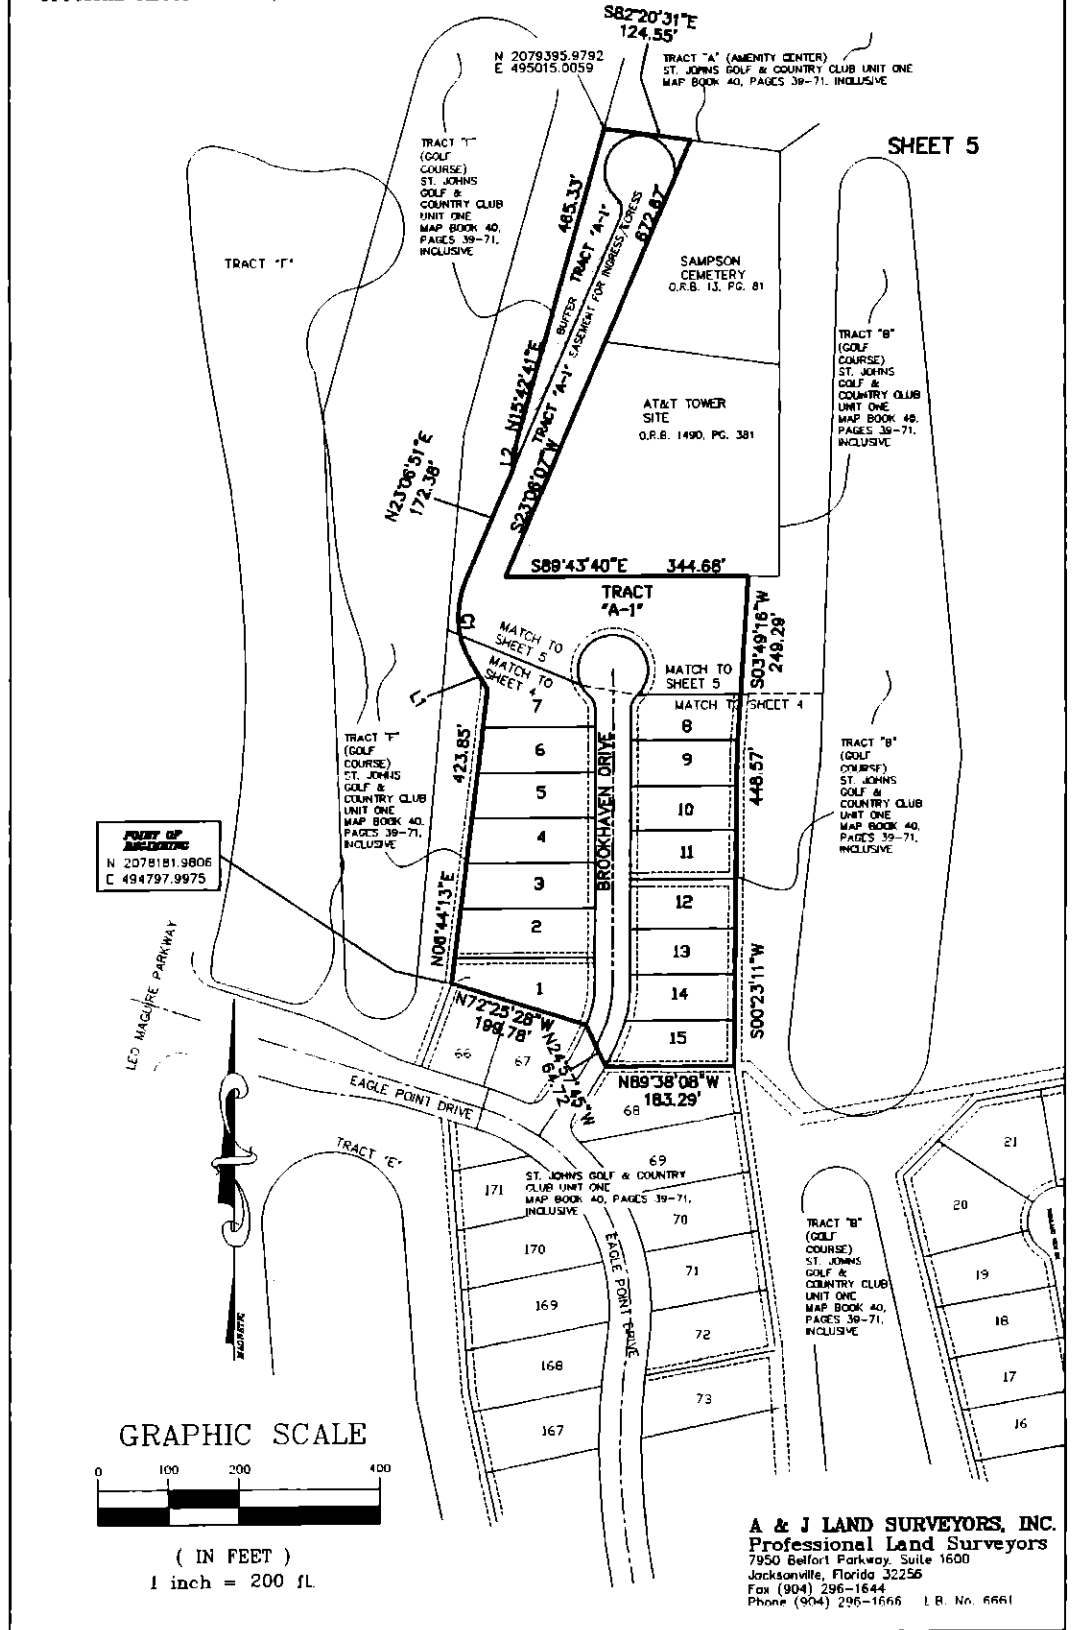 S82°20'31"E
124.55'
N 2079395.9792
E 495015.0059
TRACT "A" (AMENITY CENTER)
ST. JOHNS GOLF & COUNTRY CLUB UNIT ONE
MAP BOOK 40, PAGES 39-71, INCLUSIVE
SHEET 5
TRACT "F"
(GOLF
COURSE)
ST. JOHNS
GOLF &
COUNTRY CLUB
UNIT ONE
MAP BOOK 40,
PAGES 39-71,
INCLUSIVE
TRACT "F"
465.33'
BUFFER TRACT "A-1"
672.67'
TRACT "A-1" EASEMENT FOR INGRESS/EGRESS
SAMPSON
CEMETERY
O.R.B. 13, PG. 81
TRACT "B"
(GOLF
COURSE)
ST. JOHNS
GOLF &
COUNTRY CLUB
UNIT ONE
MAP BOOK 40,
PAGES 39-71,
INCLUSIVE
N15°42'41"E
AT&T TOWER
SITE
O.R.B. 1490, PG. 381
L2
N23°06'51"E
172.38'
S23°06'07"W
S89°43'40"E 344.68'
TRACT
"A-1"
C1
MATCH TO
SHEET 5
MATCH TO
SHEET 4
MATCH TO
SHEET 5
MATCH TO SHEET 4
S03°49'16"W
249.29'
L1
7
8
6
9
5
10
4
11
3
12
2
13
1
14
15
423.85'
BROOKHAVEN DRIVE
448.57'
TRACT "F"
(GOLF
COURSE)
ST. JOHNS
GOLF &
COUNTRY CLUB
UNIT ONE
MAP BOOK 40,
PAGES 39-71,
INCLUSIVE
TRACT "B"
(GOLF
COURSE)
ST. JOHNS
GOLF &
COUNTRY CLUB
UNIT ONE
MAP BOOK 40,
PAGES 39-71,
INCLUSIVE
POINT OF
BEGINNING
N 2078181.9806
E 494797.9975
N08°44'13"E
S00°23'11"W
LEO MAGUIRE PARKWAY
N72°25'28"W
199.78'
N24°57'45"W
64.72'
N89°38'08"W
183.29'
66
67
68
EAGLE POINT DRIVE
TRACT "E"
69
171
ST. JOHNS GOLF & COUNTRY
CLUB UNIT ONE
MAP BOOK 40, PAGES 39-71,
INCLUSIVE
70
170
71
169
72
168
73
167
EAGLE POINT DRIVE
TRACT "B"
(GOLF
COURSE)
ST. JOHNS
GOLF &
COUNTRY CLUB
UNIT ONE
MAP BOOK 40,
PAGES 39-71,
INCLUSIVE
21
20
19
18
17
16
MAGNETIC
GRAPHIC SCALE
0 100 200 400
( IN FEET )
1 inch = 200 ft.
A & J LAND SURVEYORS, INC.
Professional Land Surveyors
7950 Belfort Parkway, Suite 1600
Jacksonville, Florida 32256
Fax (904) 296-1644
Phone (904) 296-1666 L.B. No. 6661